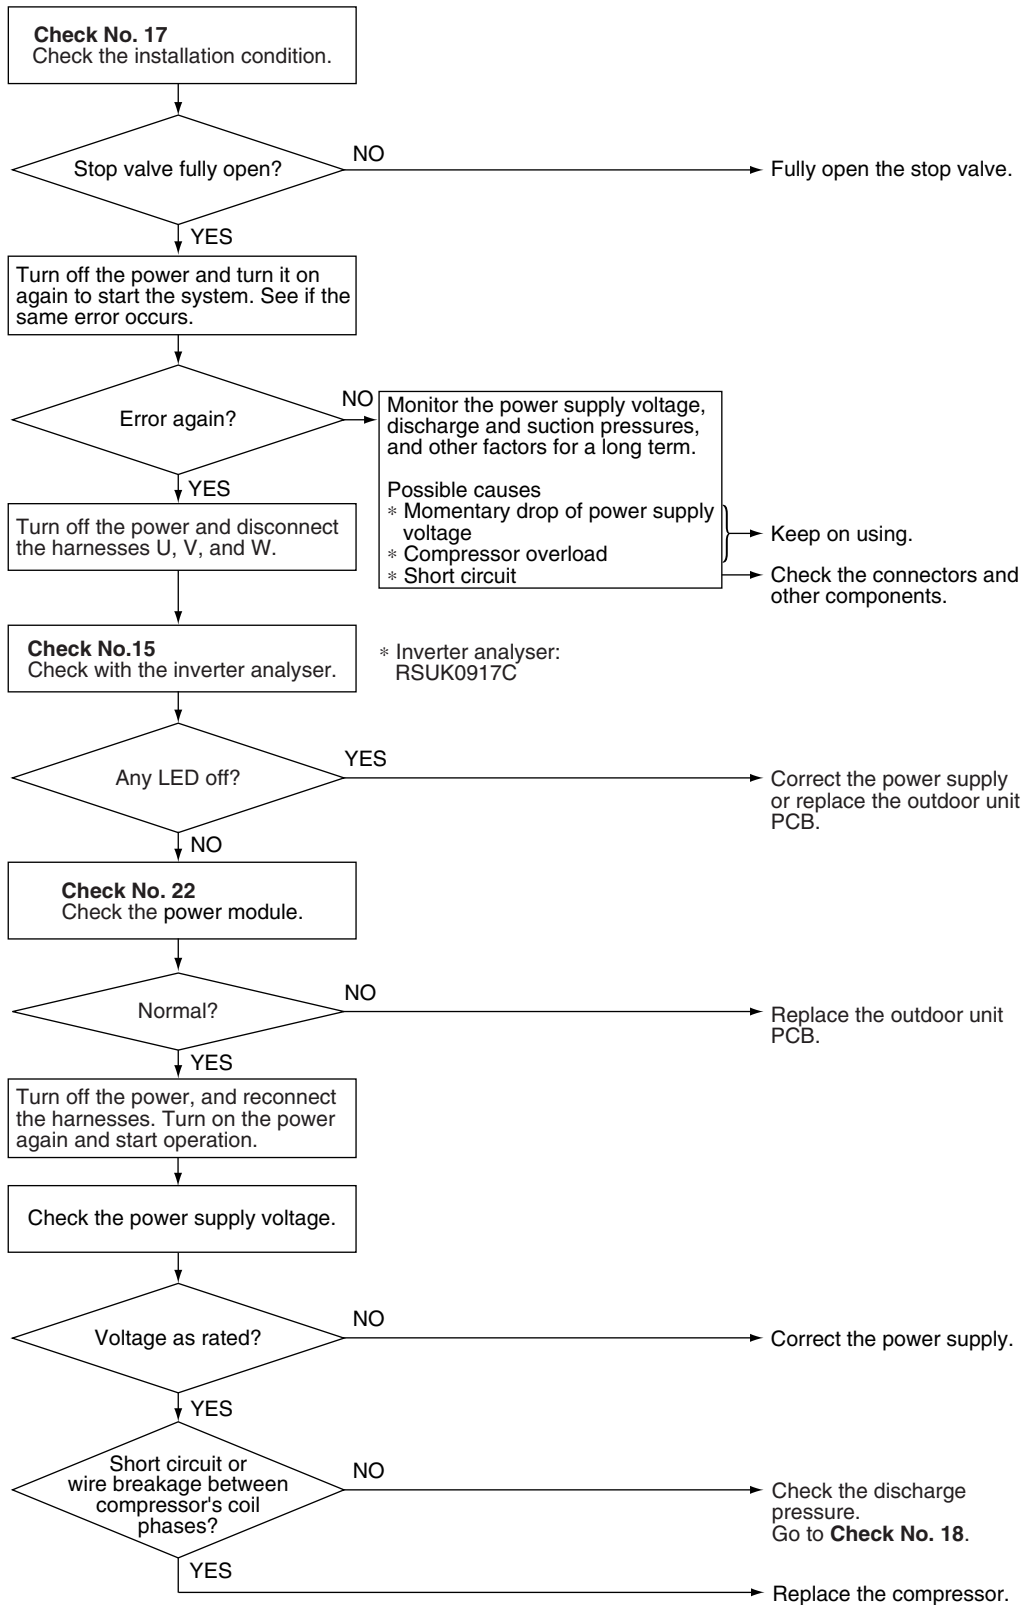 Check No. 17
Check the installation condition.
Stop valve fully open?
NO
Fully open the stop valve.
YES
Turn off the power and turn it on
again to start the system. See if the
same error occurs.
Error again?
NO
Monitor the power supply voltage,
discharge and suction pressures,
and other factors for a long term.
Possible causes
* Momentary drop of power supply
voltage
* Compressor overload
* Short circuit
Keep on using.
Check the connectors and
other components.
YES
Turn off the power and disconnect
the harnesses U, V, and W.
Check No.15
Check with the inverter analyser.
* Inverter analyser:
RSUK0917C
Any LED off?
YES
Correct the power supply
or replace the outdoor unit
PCB.
NO
Check No. 22
Check the power module.
Normal?
NO
Replace the outdoor unit
PCB.
YES
Turn off the power, and reconnect
the harnesses. Turn on the power
again and start operation.
Check the power supply voltage.
Voltage as rated?
NO
Correct the power supply.
YES
Short circuit or
wire breakage between
compressor's coil
phases?
NO
Check the discharge
pressure.
Go to Check No. 18.
YES
Replace the compressor.